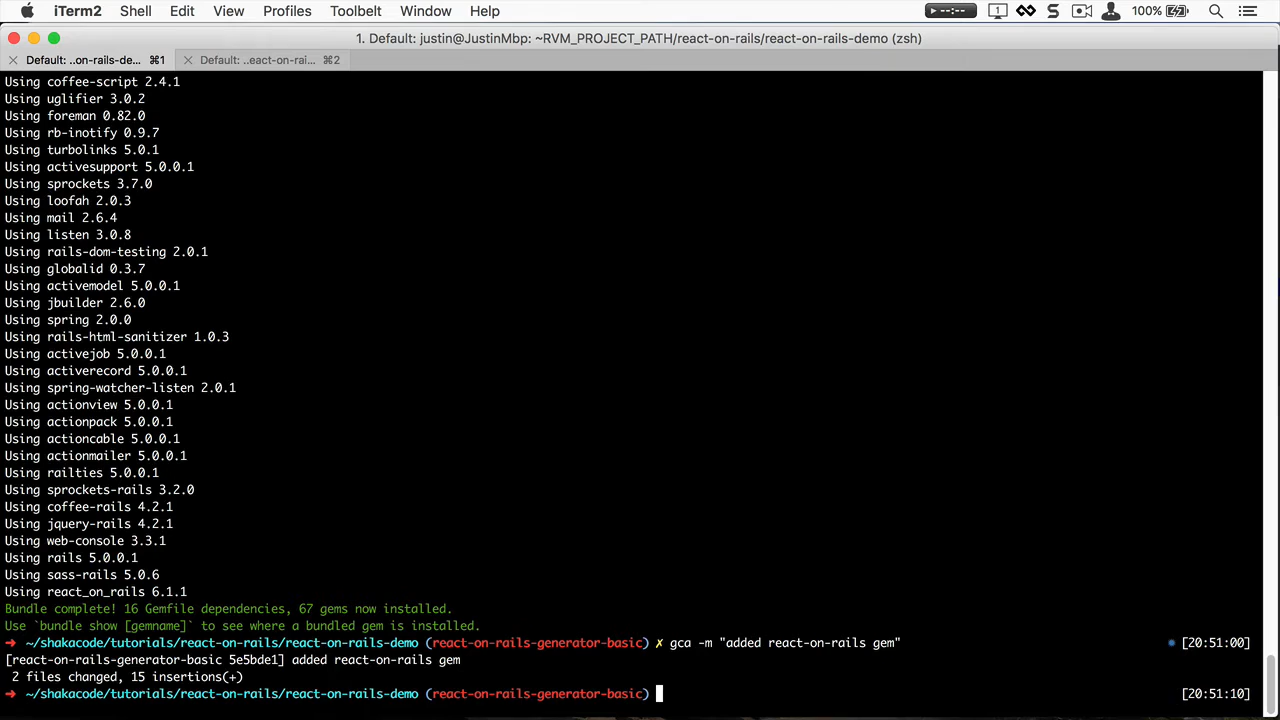 iTerm2 Shell Edit View Profiles Toolbelt Window Help --:-- 1 S 100%
1. Default: justin@JustinMbp: ~RVM_PROJECT_PATH/react-on-rails/react-on-rails-demo (zsh)
Default: ..on-rails-de... ⌘1 Default: ..eact-on-rai... ⌘2
Using coffee-script 2.4.1
Using uglifier 3.0.2
Using foreman 0.82.0
Using rb-inotify 0.9.7
Using turbolinks 5.0.1
Using activesupport 5.0.0.1
Using sprockets 3.7.0
Using loofah 2.0.3
Using mail 2.6.4
Using listen 3.0.8
Using rails-dom-testing 2.0.1
Using globalid 0.3.7
Using activemodel 5.0.0.1
Using jbuilder 2.6.0
Using spring 2.0.0
Using rails-html-sanitizer 1.0.3
Using activejob 5.0.0.1
Using activerecord 5.0.0.1
Using spring-watcher-listen 2.0.1
Using actionview 5.0.0.1
Using actionpack 5.0.0.1
Using actioncable 5.0.0.1
Using actionmailer 5.0.0.1
Using railties 5.0.0.1
Using sprockets-rails 3.2.0
Using coffee-rails 4.2.1
Using jquery-rails 4.2.1
Using web-console 3.3.1
Using rails 5.0.0.1
Using sass-rails 5.0.6
Using react_on_rails 6.1.1
Bundle complete! 16 Gemfile dependencies, 67 gems now installed.
Use `bundle show [gemname]` to see where a bundled gem is installed.
➜ ~/shakacode/tutorials/react-on-rails/react-on-rails-demo (react-on-rails-generator-basic) ✗ gca -m "added react-on-rails gem" [20:51:00]
[react-on-rails-generator-basic 5e5bde1] added react-on-rails gem
2 files changed, 15 insertions(+)
➜ ~/shakacode/tutorials/react-on-rails/react-on-rails-demo (react-on-rails-generator-basic) [20:51:10]